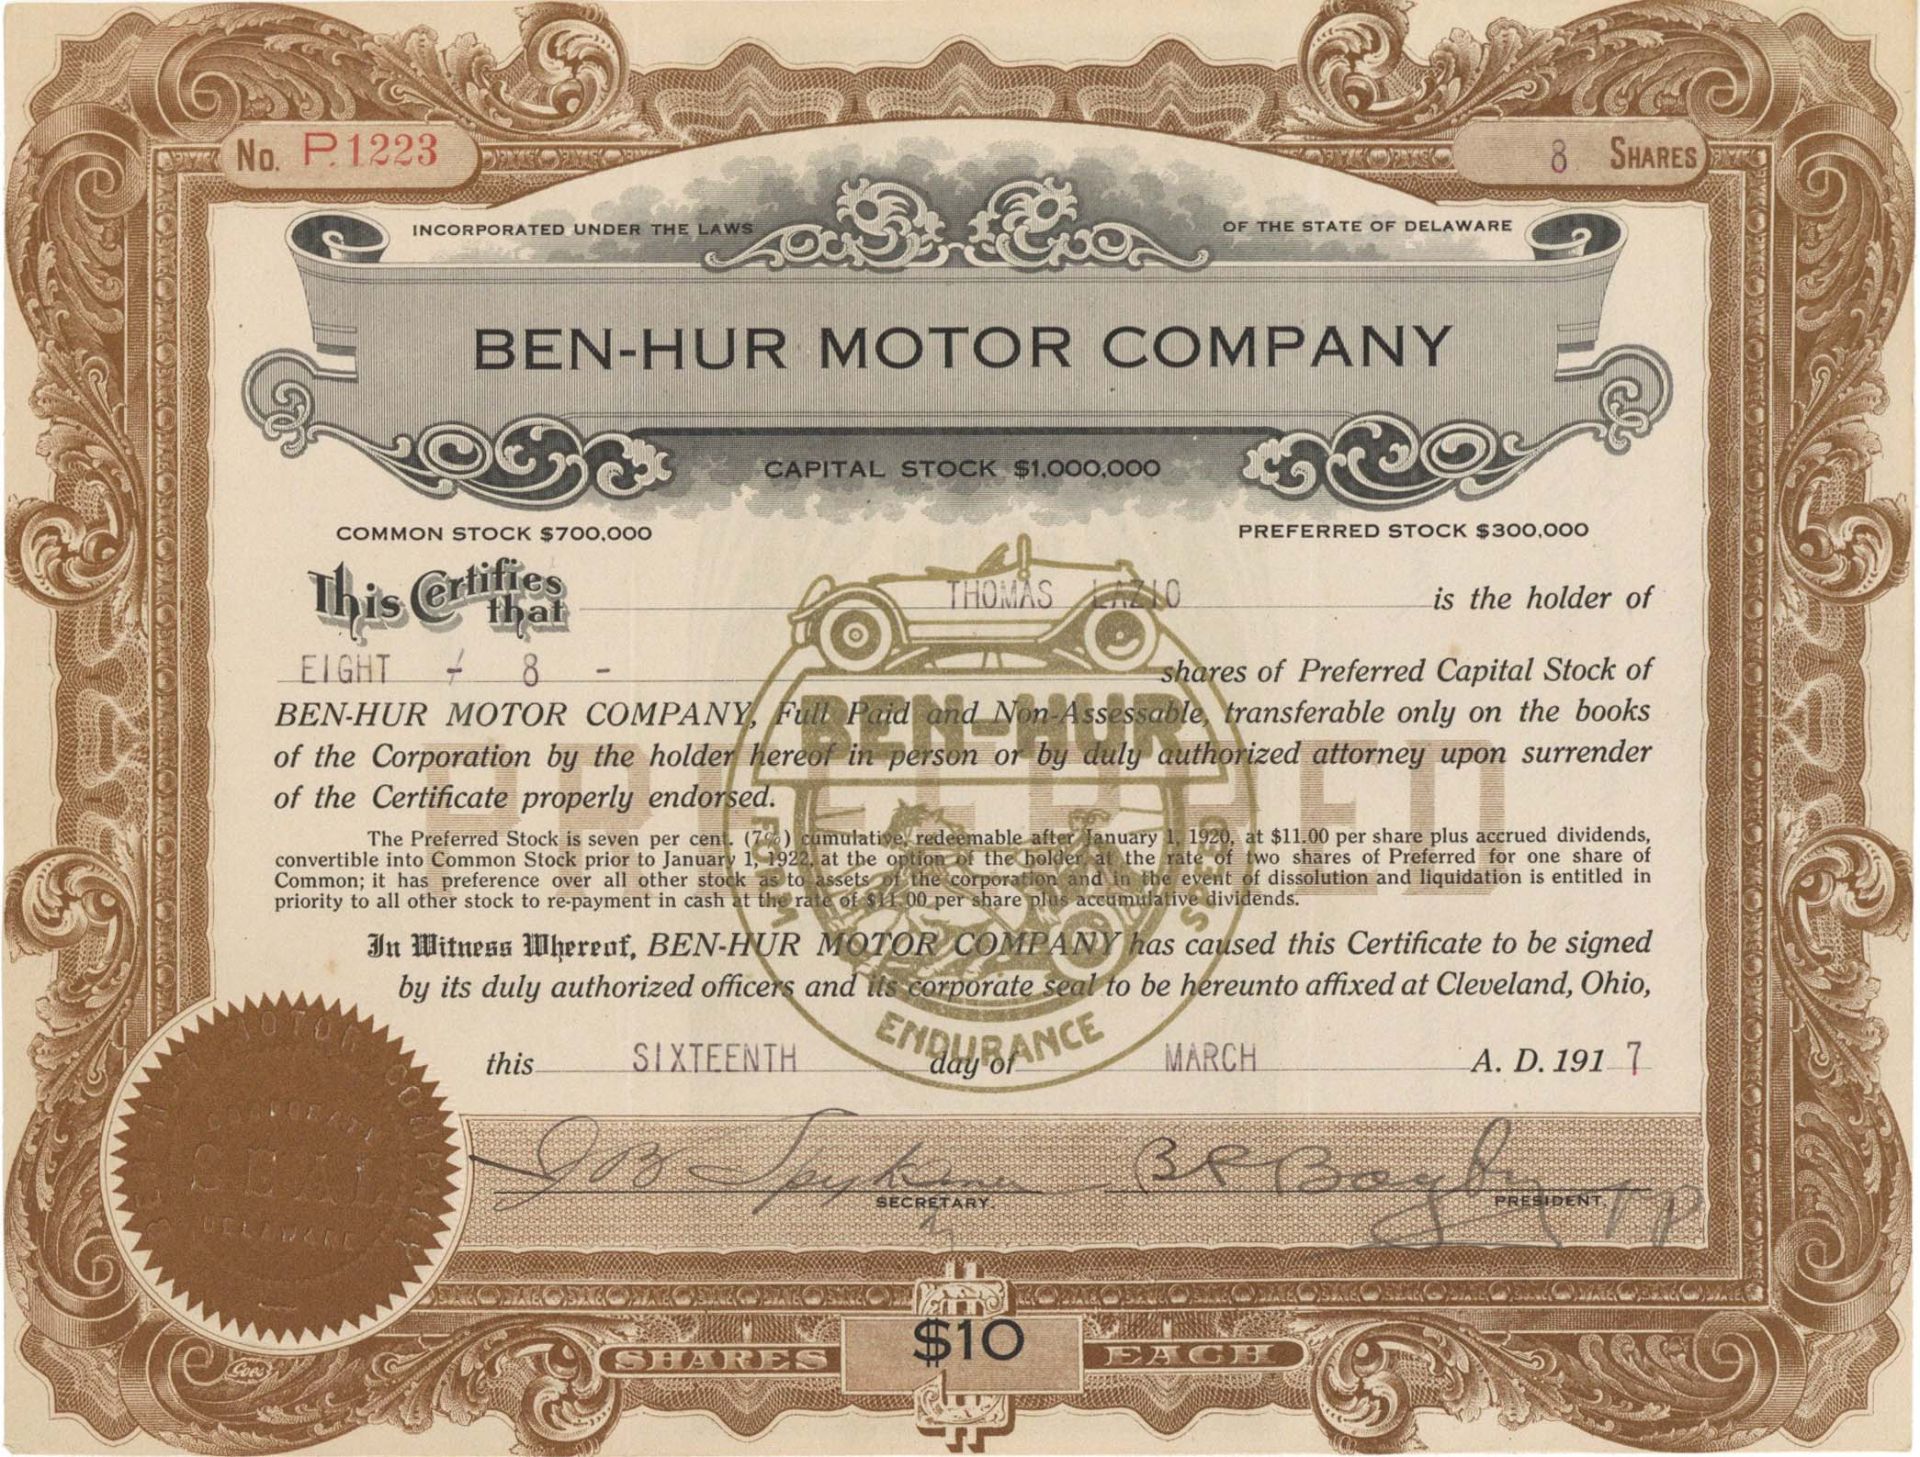 No. P.1223
8 SHARES
INCORPORATED UNDER THE LAWS OF THE STATE OF DELAWARE
BEN-HUR MOTOR COMPANY
CAPITAL STOCK $1,000,000
COMMON STOCK $700,000 PREFERRED STOCK $300,000
This Certifies that THOMAS LAZIO is the holder of
EIGHT - 8 - shares of Preferred Capital Stock of
BEN-HUR MOTOR COMPANY, Full Paid and Non-Assessable, transferable only on the books
of the Corporation by the holder hereof in person or by duly authorized attorney upon surrender
of the Certificate properly endorsed.
The Preferred Stock is seven per cent. (7%) cumulative, redeemable after January 1, 1920, at $11.00 per share plus accrued dividends,
convertible into Common Stock prior to January 1, 1922, at the option of the holder, at the rate of two shares of Preferred for one share of
Common; it has preference over all other stock as to assets of the corporation and in the event of dissolution and liquidation is entitled in
priority to all other stock to re-payment in cash at the rate of $11.00 per share plus accumulative dividends.
In Witness Whereof, BEN-HUR MOTOR COMPANY has caused this Certificate to be signed
by its duly authorized officers and its corporate seal to be hereunto affixed at Cleveland, Ohio,
this SIXTEENTH day of MARCH A. D. 1917
BEN-HUR
POWER
SPEED
ENDURANCE
PREFERRED
BEN-HUR MOTOR COMPANY
CORPORATE
SEAL
DELAWARE
SECRETARY.
PRESIDENT.
SHARES $10 EACH
Goes